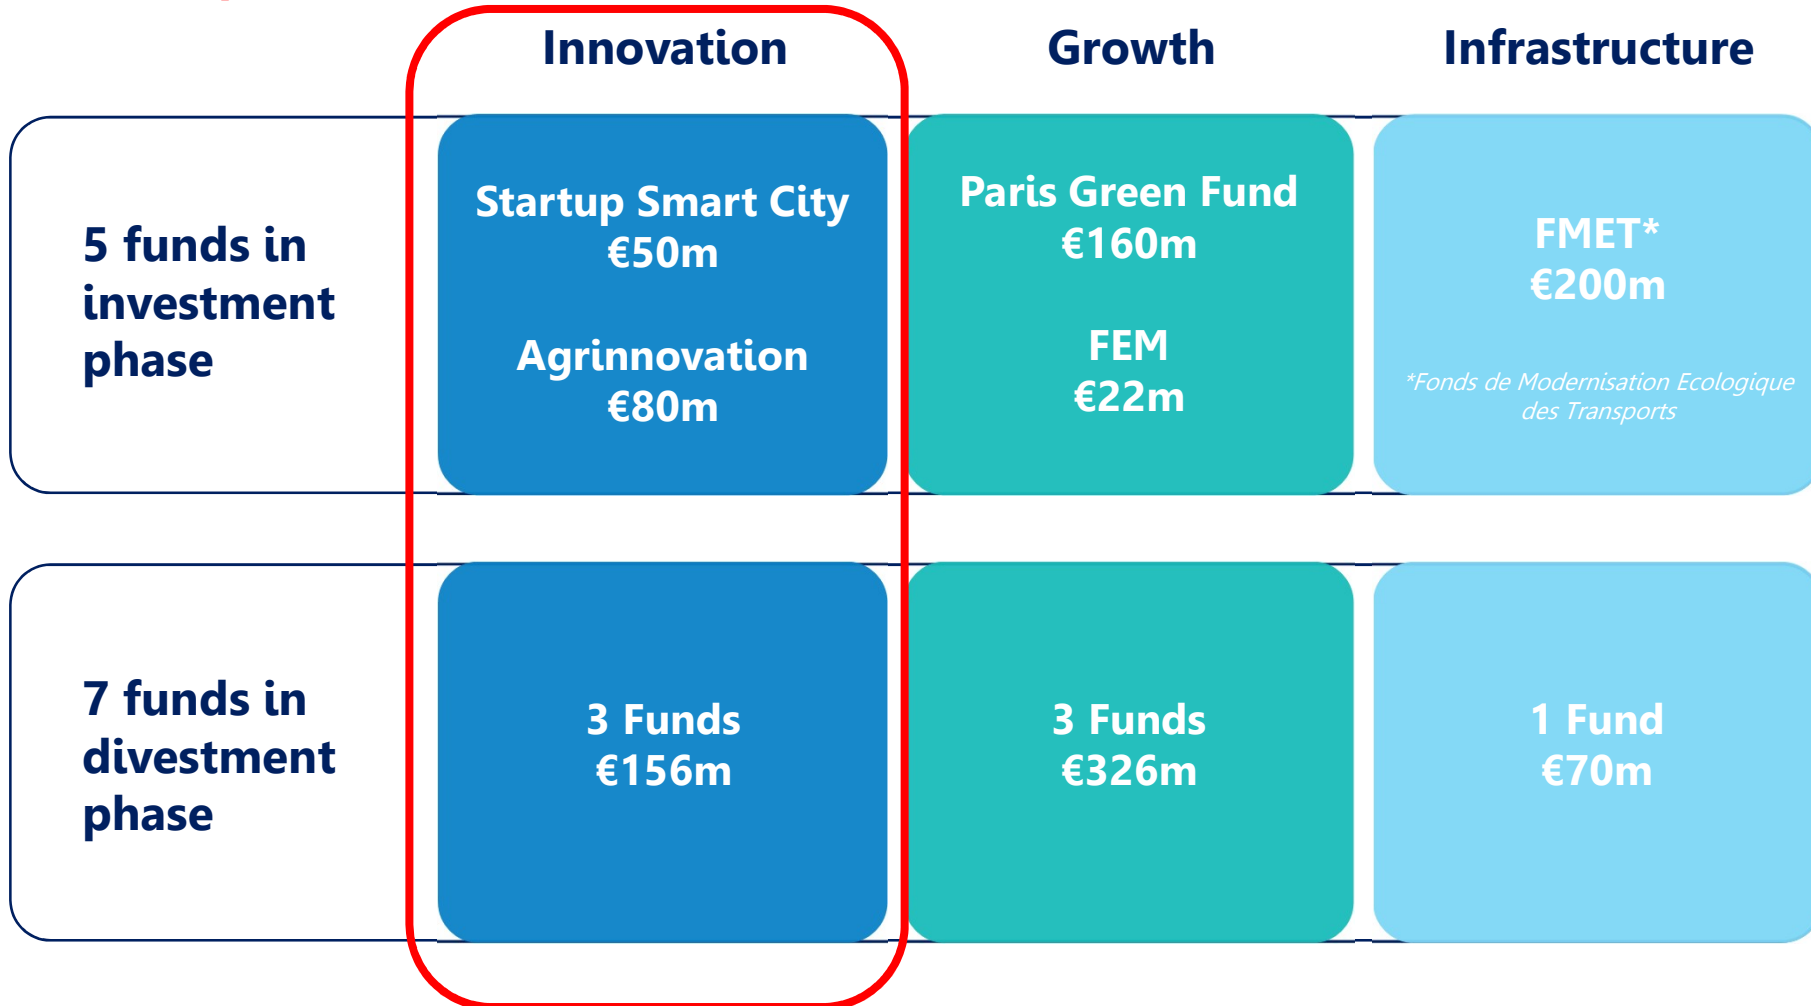 Innovation
Growth
Infrastructure
5 funds in
investment
phase
Startup Smart City
€50m
Agrinnovation
€80m
Paris Green Fund
€160m
FEM
€22m
FMET*
€200m
*Fonds de Modernisation Ecologique
des Transports
7 funds in
divestment
phase
3 Funds
€156m
3 Funds
€326m
1 Fund
€70m